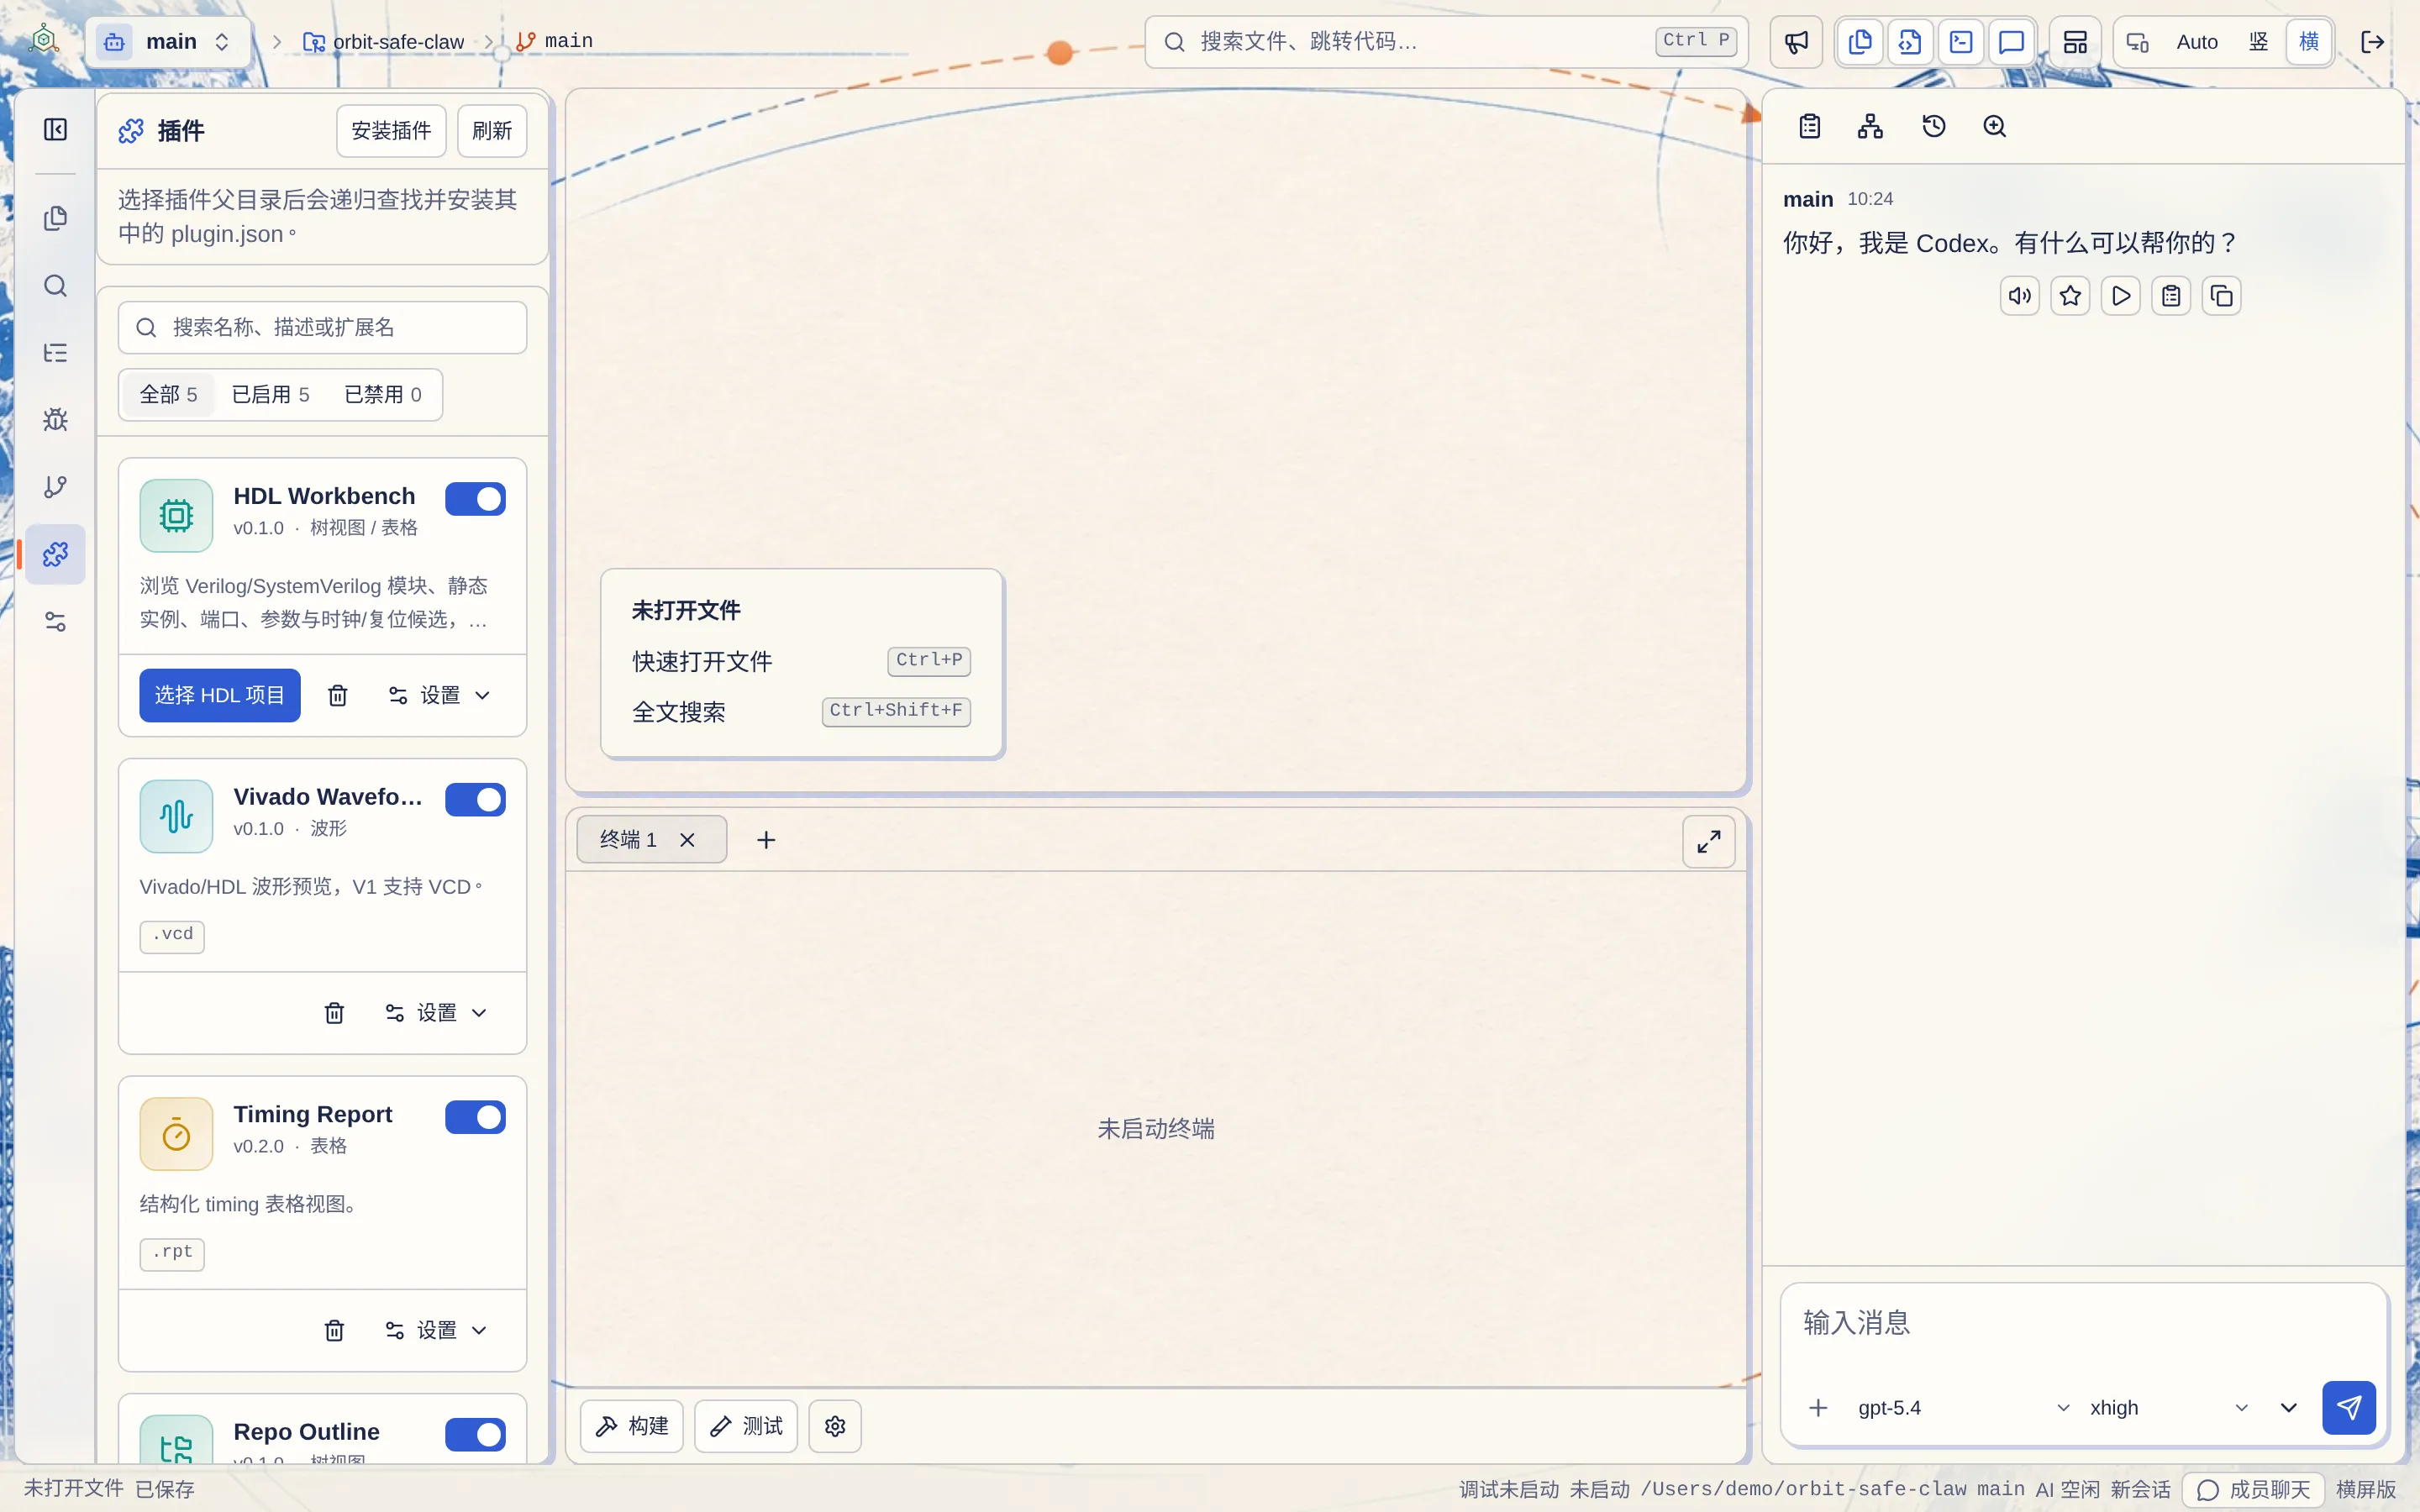 main
orbit-safe-claw
main
搜索文件、跳转代码…
Ctrl P
Auto
竖
横
插件
安装插件
刷新
选择插件父目录后会递归查找并安装其
中的 plugin.json。
搜索名称、描述或扩展名
全部 5
已启用 5
已禁用 0
HDL Workbench
v0.1.0 · 树视图 / 表格
浏览 Verilog/SystemVerilog 模块、静态
实例、端口、参数与时钟/复位候选，…
选择 HDL 项目
设置
Vivado Wavefo…
v0.1.0 · 波形
Vivado/HDL 波形预览，V1 支持 VCD。
.vcd
设置
Timing Report
v0.2.0 · 表格
结构化 timing 表格视图。
.rpt
设置
Repo Outline
v0.1.0 · 树视图
未打开文件
快速打开文件
Ctrl+P
全文搜索
Ctrl+Shift+F
终端 1
未启动终端
构建
测试
main 10:24
你好，我是 Codex。有什么可以帮你的？
输入消息
gpt-5.4
xhigh
未打开文件 已保存
调试未启动 未启动 /Users/demo/orbit-safe-claw main AI 空闲 新会话
成员聊天
横屏版